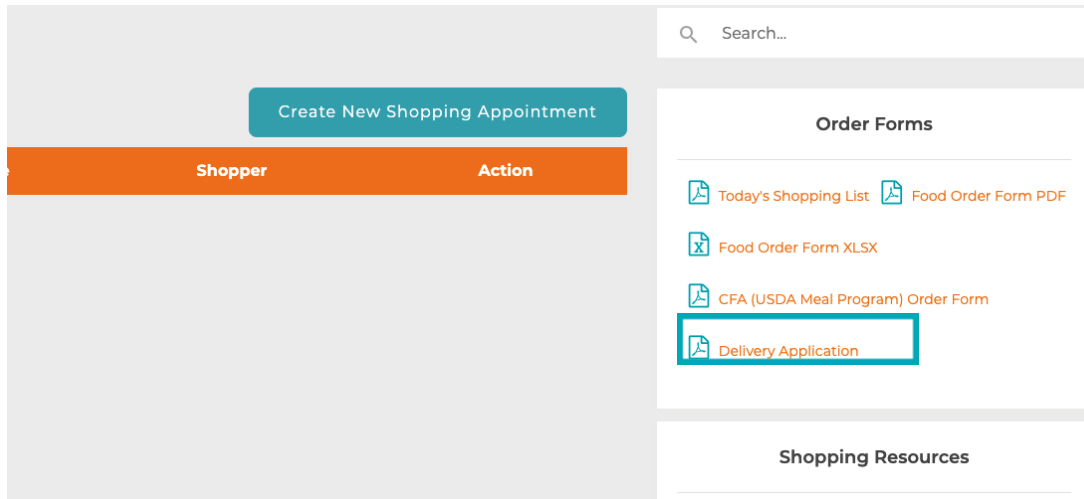 Search...
Create New Shopping Appointment
Order Forms
Shopper Action
Today's Shopping List Food Order Form PDF
Food Order Form XLSX
CFA (USDA Meal Program) Order Form
Delivery Application
Shopping Resources